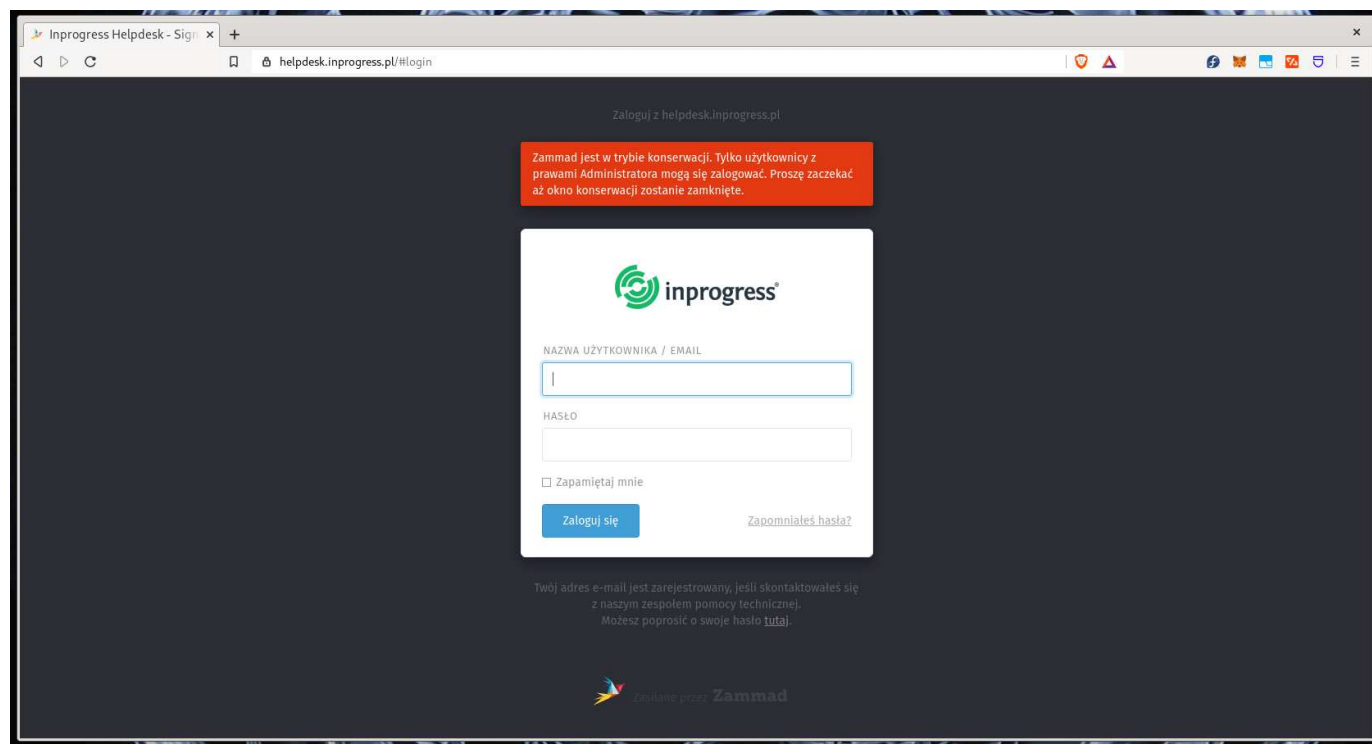 Inprogress Helpdesk - Sign
helpdesk.inprogress.pl/#login
Zaloguj z helpdesk.inprogress.pl
Zammad jest w trybie konserwacji. Tylko użytkownicy z
prawami Administratora mogą się zalogować. Proszę zaczekać
aż okno konserwacji zostanie zamknięte.
inprogress®
NAZWA UŻYTKOWNIKA / EMAIL
HASŁO
Zapamiętaj mnie
Zaloguj się Zapomniałeś hasła?
Twój adres e-mail jest zarejestrowany, jeśli skontaktowałeś się
z naszym zespołem pomocy technicznej.
Możesz poprosić o swoje hasło tutaj.
Zasilane przez Zammad